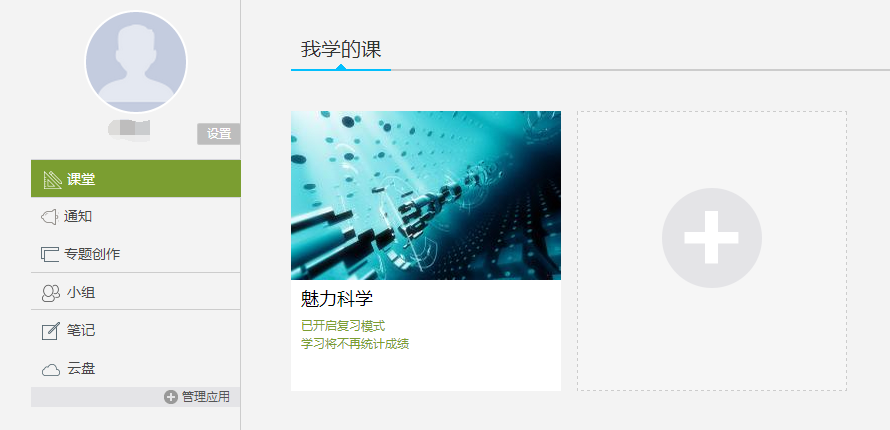 我学的课
设置
课堂
通知
专题创作
小组
笔记
云盘
管理应用
魅力科学
已开启复习模式
学习将不再统计成绩